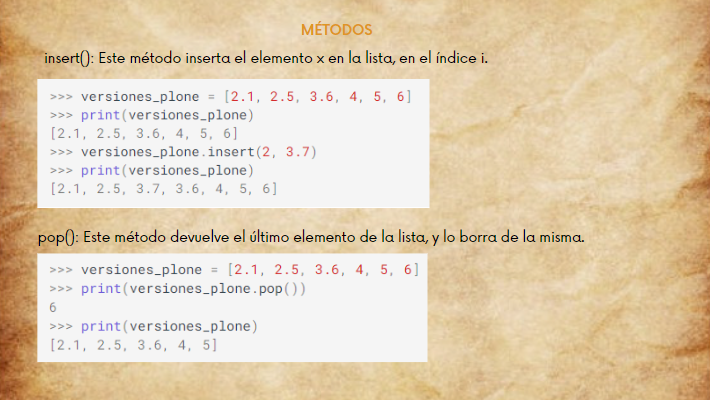 MÉTODOS
insert(): Este método inserta el elemento x en la lista, en el índice i.
>>> versiones_plone = [2.1, 2.5, 3.6, 4, 5, 6]
>>> print(versiones_plone)
[2.1, 2.5, 3.6, 4, 5, 6]
>>> versiones_plone.insert(2, 3.7)
>>> print(versiones_plone)
[2.1, 2.5, 3.7, 3.6, 4, 5, 6]
pop(): Este método devuelve el último elemento de la lista, y lo borra de la misma.
>>> versiones_plone = [2.1, 2.5, 3.6, 4, 5, 6]
>>> print(versiones_plone.pop())
6
>>> print(versiones_plone)
[2.1, 2.5, 3.6, 4, 5]